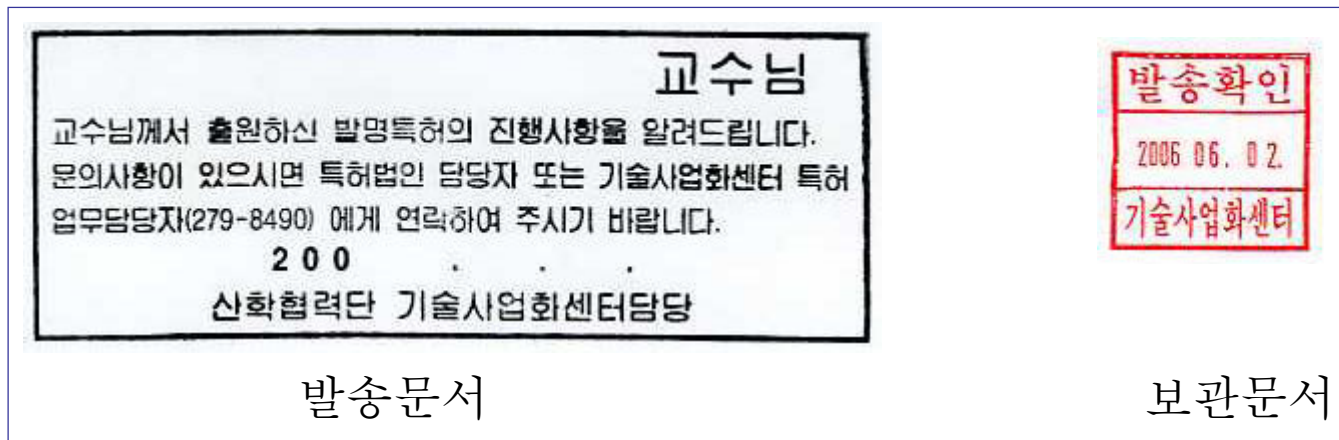 교수님
교수님께서 출원하신 발명특허의 진행사항을 알려드립니다.
문의사항이 있으시면 특허법인 담당자 또는 기술사업화센터 특허
업무담당자(279-8490) 에게 연락하여 주시기 바랍니다.
200 . . .
산학협력단 기술사업화센터담당
발송확인
2006 06. 02.
기술사업화센터
발송문서
보관문서